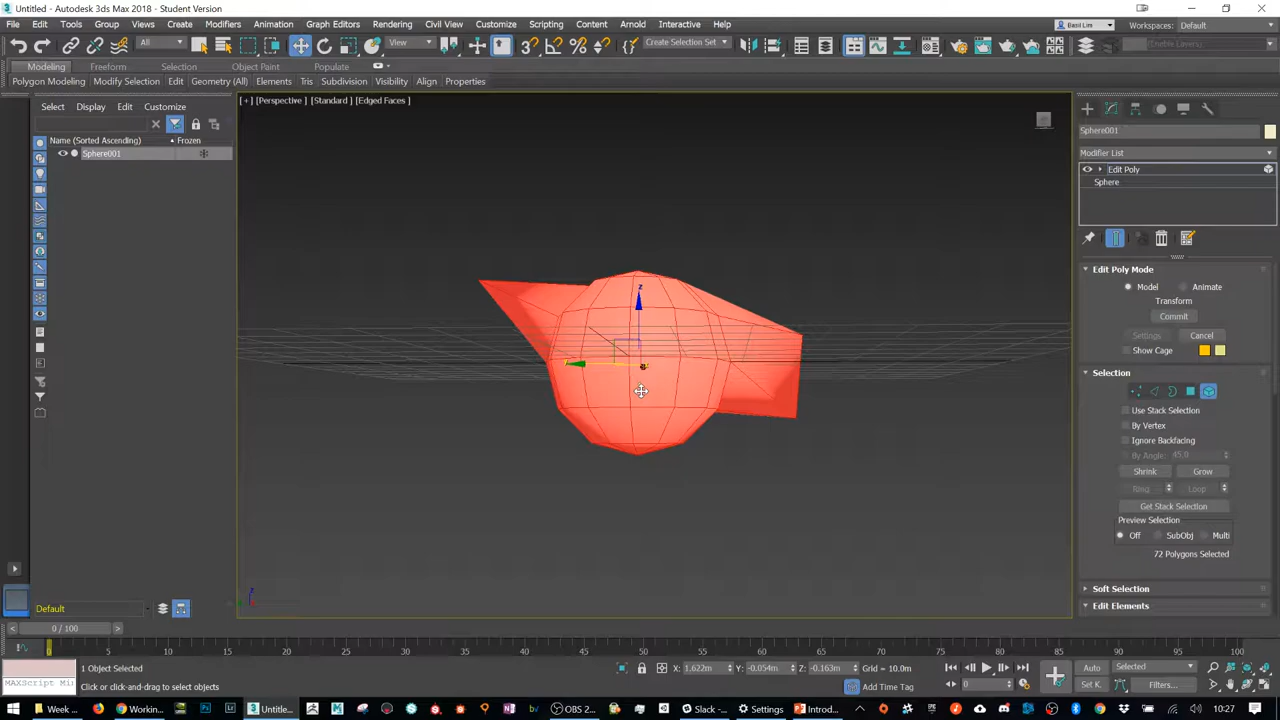 Untitled - Autodesk 3ds Max 2018 - Student Version
File Edit Tools Group Views Create Modifiers Animation Graph Editors Rendering Civil View Customize Scripting Content Arnold Interactive Help
Basil Lim Workspaces: Default
All View Create Selection Set
Modeling Freeform Selection Object Paint Populate
Polygon Modeling Modify Selection Edit Geometry (All) Elements Tris Subdivision Visibility Align Properties
Select Display Edit Customize
[+] [Perspective ] [Standard ] [Edged Faces ]
Name (Sorted Ascending) Frozen
Sphere001
Sphere001
Modifier List
Edit Poly
Sphere
z
Edit Poly Mode
Model Animate
Transform
Commit
Settings Cancel
Show Cage
Selection
Use Stack Selection
By Vertex
Ignore Backfacing
By Angle: 45.0
Shrink Grow
Ring Loop
Get Stack Selection
Preview Selection
Off SubObj Multi
72 Polygons Selected
Soft Selection
Edit Elements
z
Default
0 / 100
5 10 15 20 25 30 35 40 45 50 55 60 65 70 75 80 85 90 95 100
1 Object Selected
X: 1.622m Y: -0.054m Z: -0.163m Grid = 10.0m
Auto Selected
MAXScript Mi
Click or click-and-drag to select objects
Add Time Tag
0
Set K. Filters...
Week Workin Untitle... OBS 2... Slack - Settings Introd... ENG 10:27